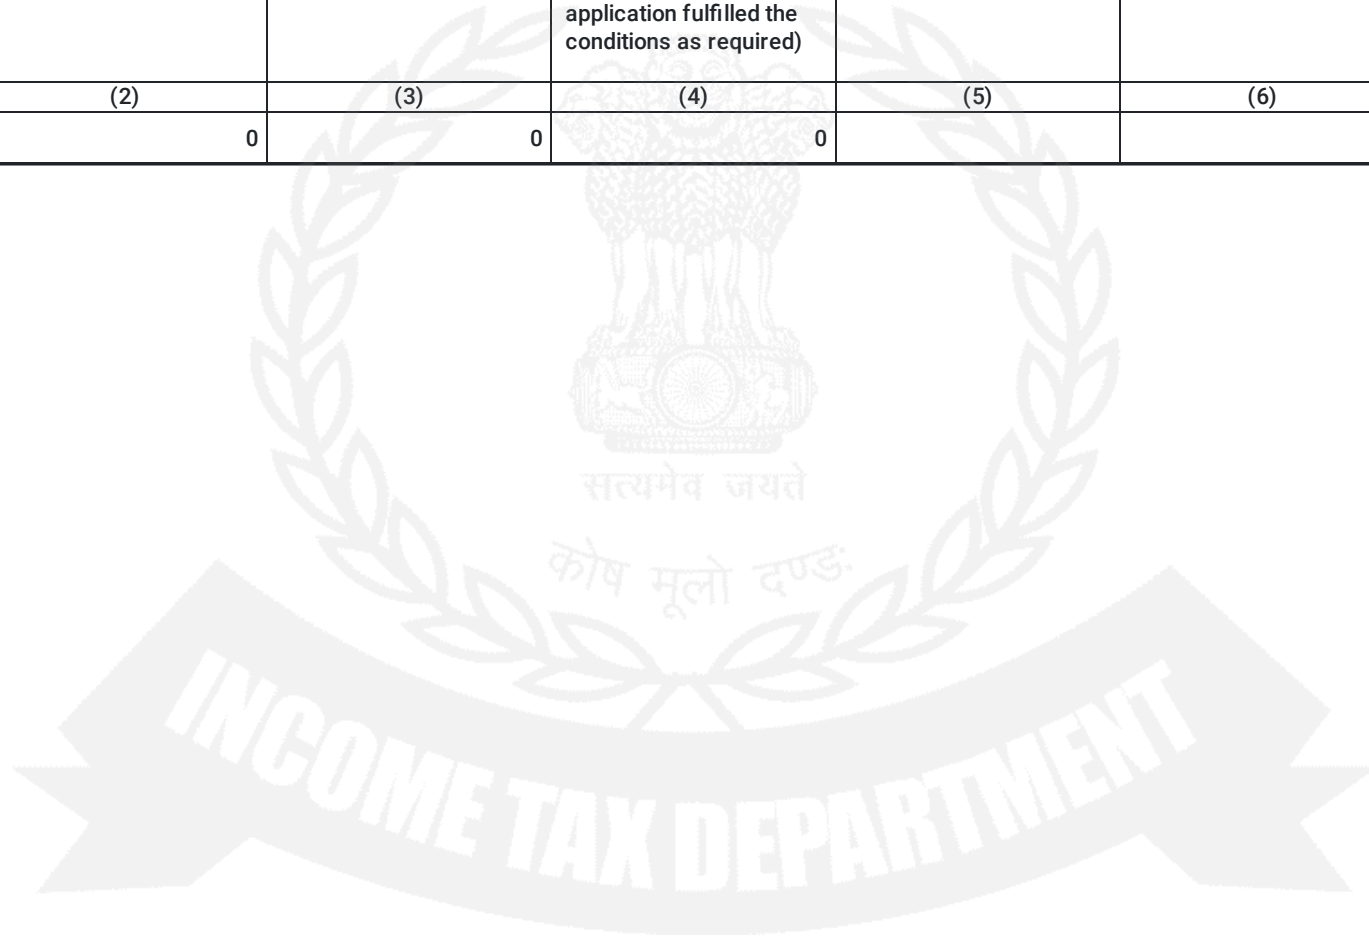 application fulfilled the
conditions as required)
(2) (3) (4) (5) (6)
0 0 0
सत्यमेव जयते
कोष मूलो दण्डः
INCOME TAX DEPARTMENT